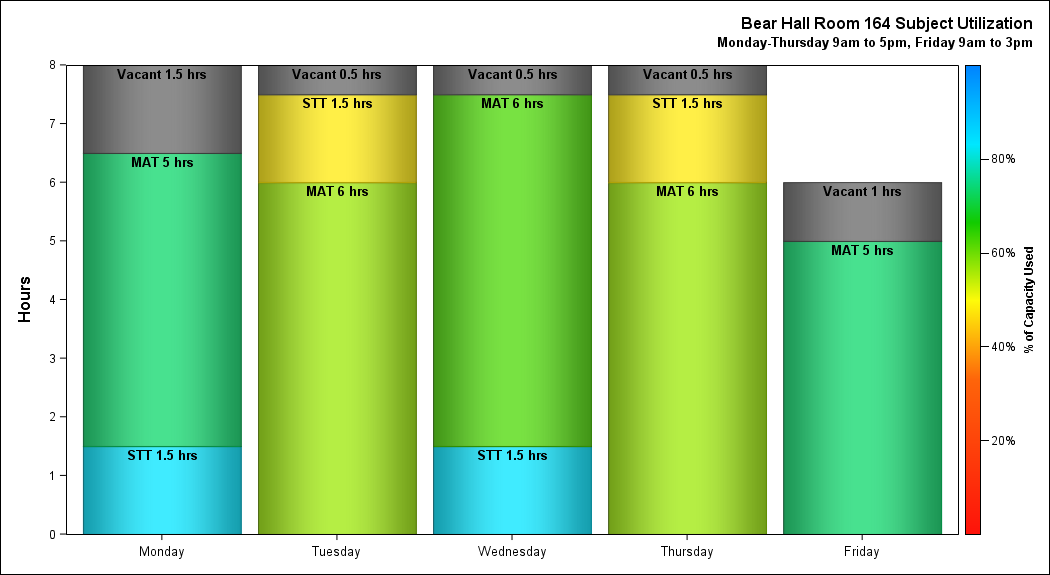 Bear Hall Room 164 Subject Utilization
Monday-Thursday 9am to 5pm, Friday 9am to 3pm
Hours
8
7
6
5
4
3
2
1
0
Vacant 1.5 hrs
MAT 5 hrs
STT 1.5 hrs
Vacant 0.5 hrs
STT 1.5 hrs
MAT 6 hrs
Vacant 0.5 hrs
MAT 6 hrs
STT 1.5 hrs
Vacant 0.5 hrs
STT 1.5 hrs
MAT 6 hrs
Vacant 1 hrs
MAT 5 hrs
Monday
Tuesday
Wednesday
Thursday
Friday
80%
60%
40%
20%
% of Capacity Used